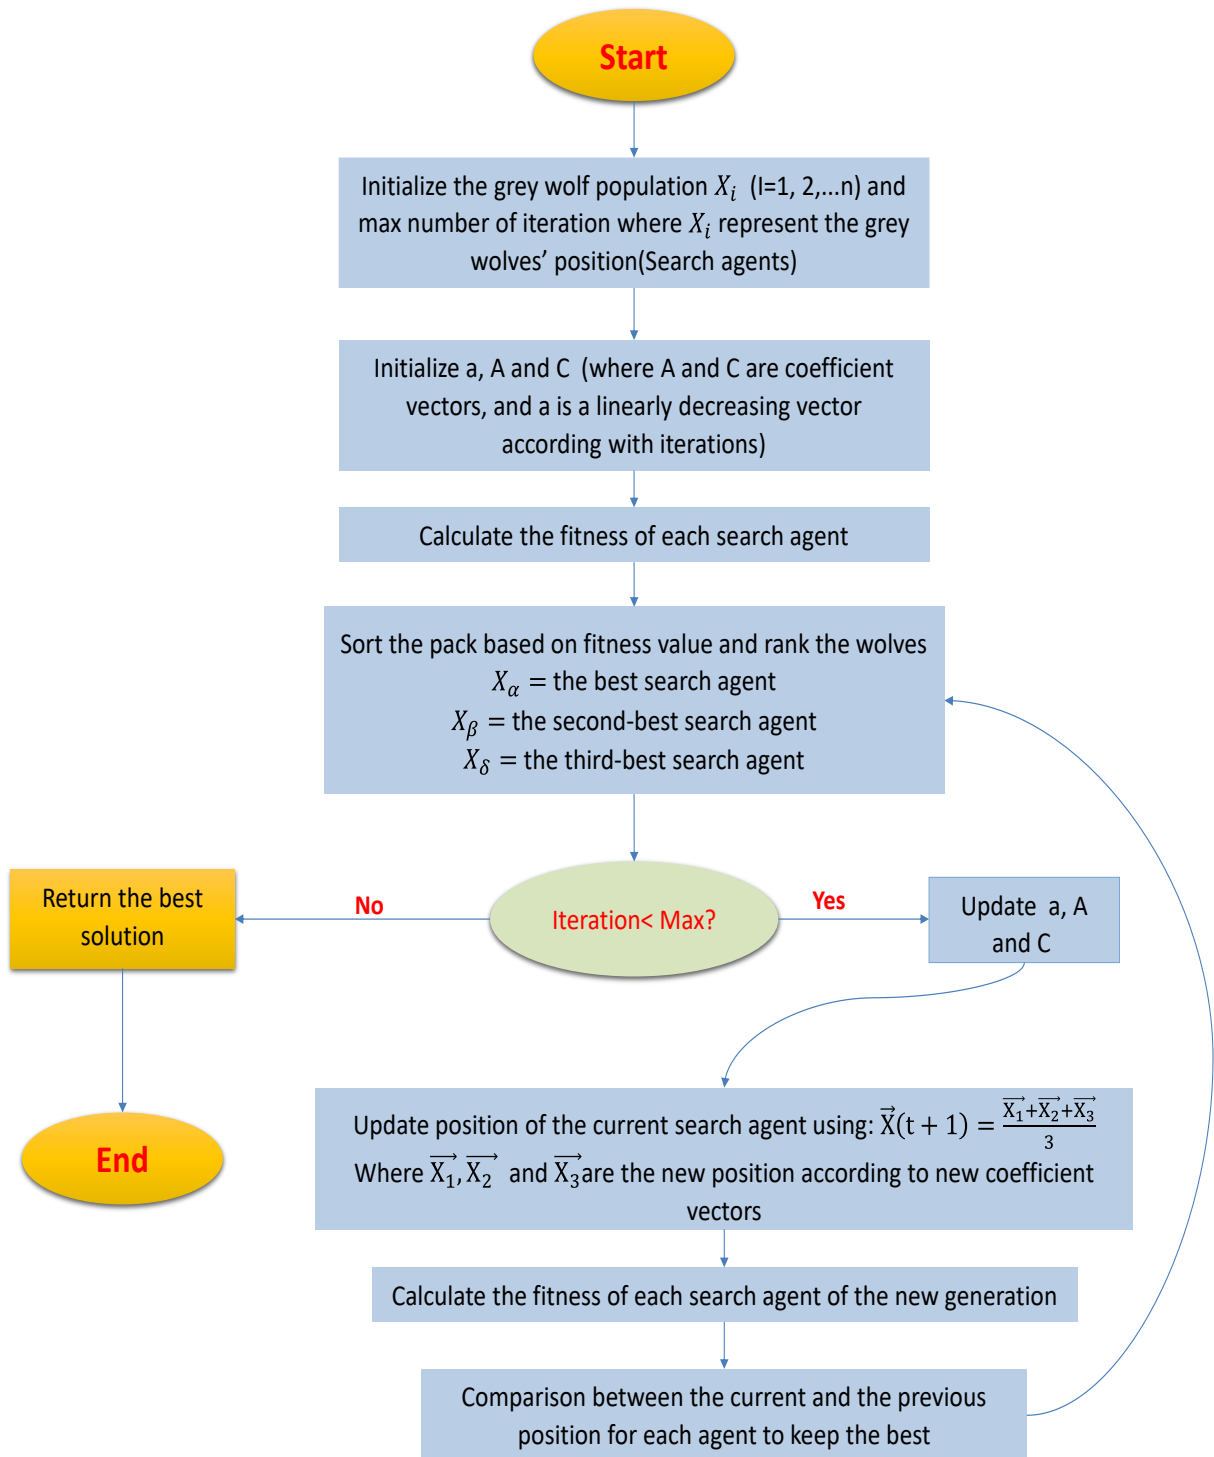 Start
Initialize the grey wolf population X_i (I=1, 2,...n) and
max number of iteration where X_i represent the grey
wolves’ position(Search agents)
Initialize a, A and C (where A and C are coefficient
vectors, and a is a linearly decreasing vector
according with iterations)
Calculate the fitness of each search agent
Sort the pack based on fitness value and rank the wolves
X_α = the best search agent
X_β = the second-best search agent
X_δ = the third-best search agent
Return the best
solution
No
Iteration< Max?
Yes
Update a, A
and C
End
Update position of the current search agent using: X⃗(t + 1) = (X₁⃗+X₂⃗+X₃⃗)/3
Where X₁⃗, X₂⃗ and X₃⃗are the new position according to new coefficient
vectors
Calculate the fitness of each search agent of the new generation
Comparison between the current and the previous
position for each agent to keep the best